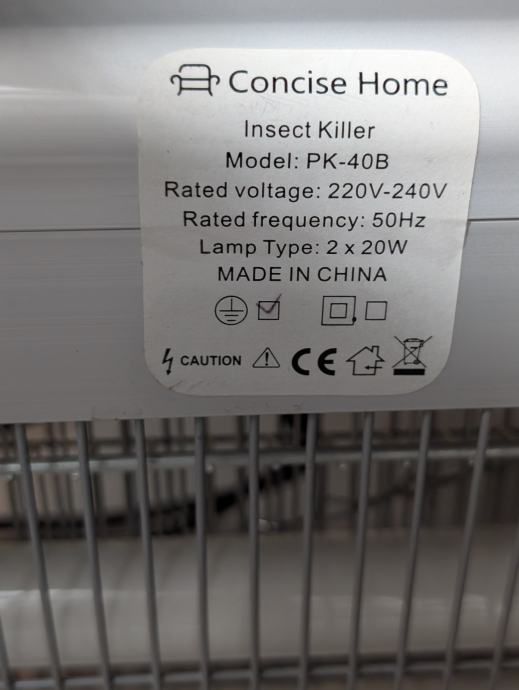 Concise Home
Insect Killer
Model: PK-40B
Rated voltage: 220V-240V
Rated frequency: 50Hz
Lamp Type: 2 x 20W
MADE IN CHINA
CAUTION
CE